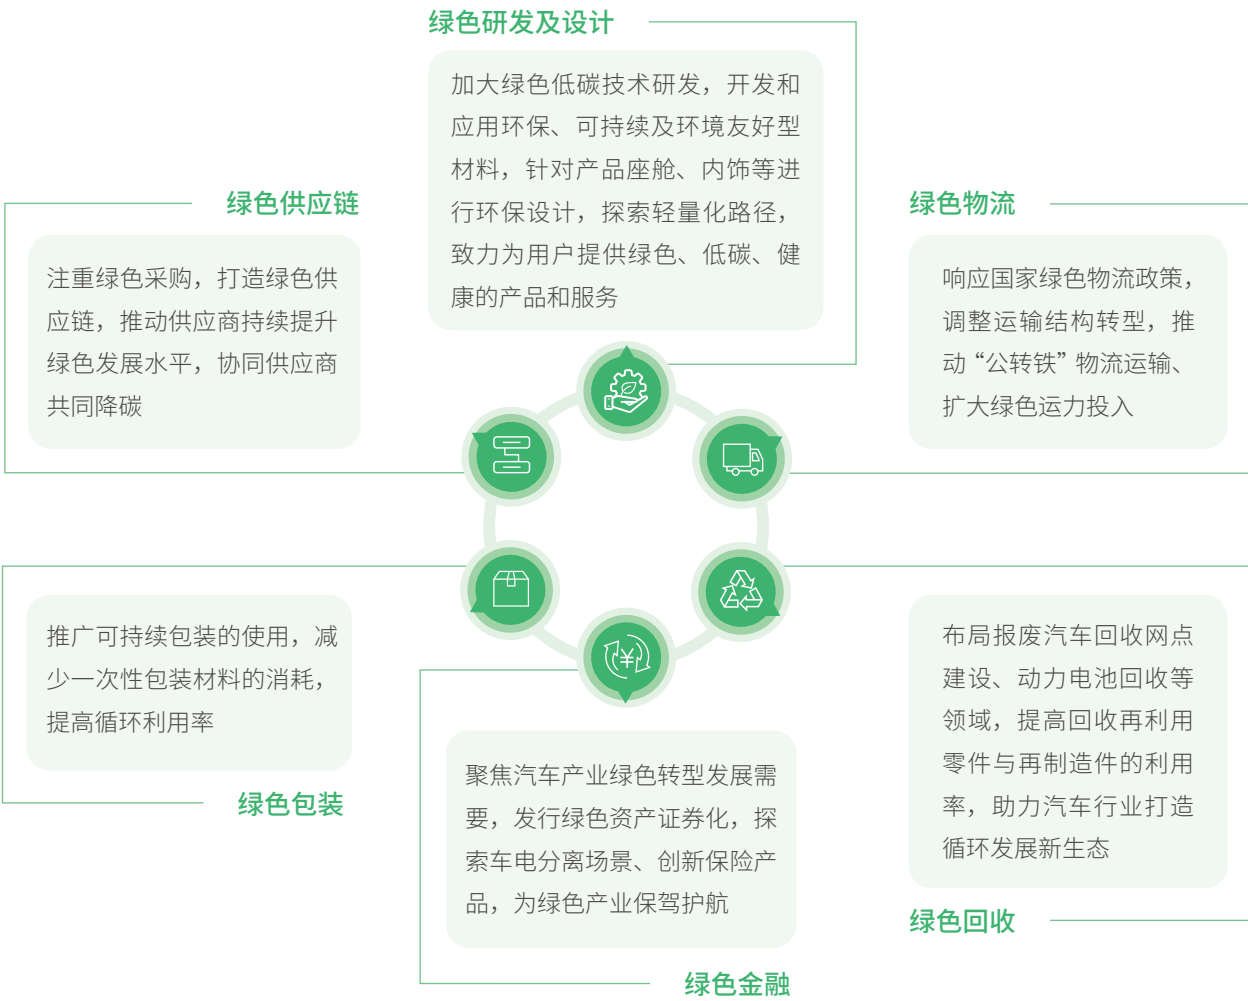 绿色研发及设计
加大绿色低碳技术研发，开发和
应用环保、可持续及环境友好型
材料，针对产品座舱、内饰等进
行环保设计，探索轻量化路径，
致力为用户提供绿色、低碳、健
康的产品和服务
绿色供应链
注重绿色采购，打造绿色供
应链，推动供应商持续提升
绿色发展水平，协同供应商
共同降碳
绿色物流
响应国家绿色物流政策，
调整运输结构转型，推
动“公转铁”物流运输、
扩大绿色运力投入
推广可持续包装的使用，减
少一次性包装材料的消耗，
提高循环利用率
绿色包装
聚焦汽车产业绿色转型发展需
要，发行绿色资产证券化，探
索车电分离场景、创新保险产
品，为绿色产业保驾护航
绿色金融
布局报废汽车回收网点
建设、动力电池回收等
领域，提高回收再利用
零件与再制造件的利用
率，助力汽车行业打造
循环发展新生态
绿色回收